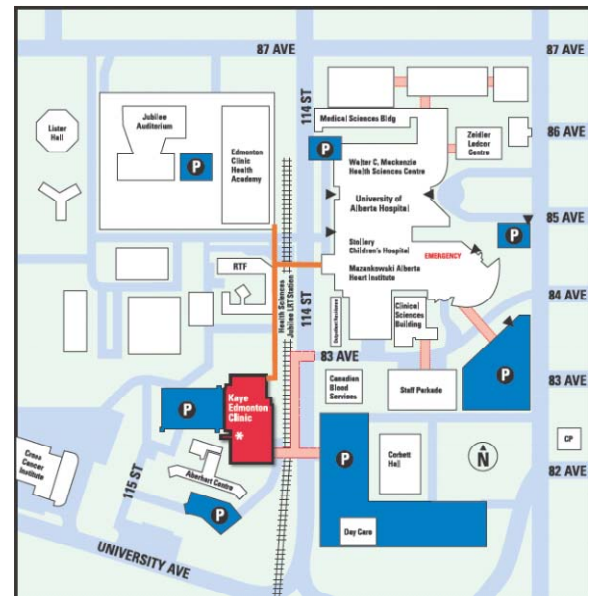 87 AVE
87 AVE
114 ST
Medical Sciences Bldg
Lister
Hall
Jubilee
Auditorium
P
Edmonton
Clinic
Health
Academy
P
Zeidler
Ledcor
Centre
86 AVE
Walter C. Mackenzie
Health Sciences Centre
University of
Alberta Hospital
85 AVE
P
Stollery
Children's Hospital
EMERGENCY
Mazankowski Alberta
Heart Institute
RTF
Health Sciences
Jubilee LRT Station
114 ST
Outpatient Residence
Clinical
Sciences
Building
84 AVE
83 AVE
P
83 AVE
Canadian
Blood
Services
Staff Parkade
Kaye
Edmonton
Clinic
*
P
Cross
Cancer
Institute
115 ST
Aberhart Centre
P
P
Corbett
Hall
N
CP
82 AVE
Day Care
UNIVERSITY AVE